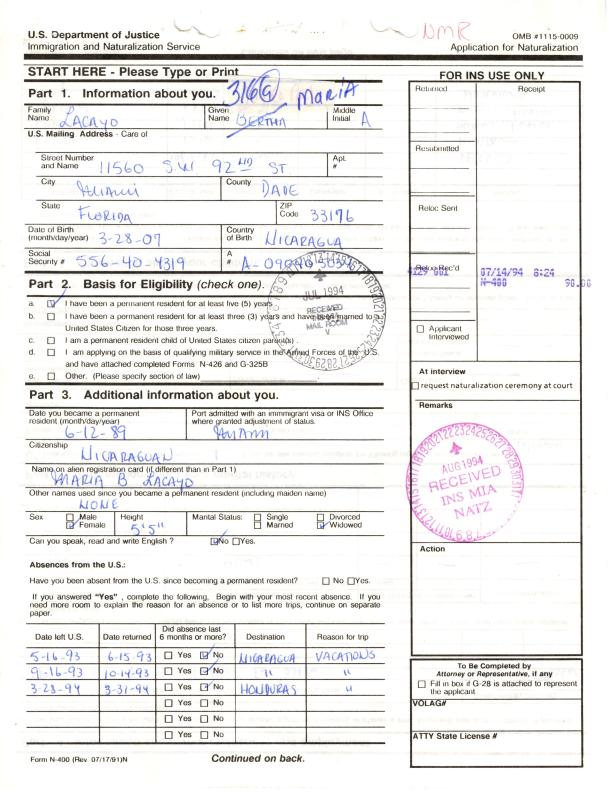 NMR
U.S. Department of Justice
Immigration and Naturalization Service
OMB #1115-0009
Application for Naturalization
START HERE - Please Type or Print
Part 1. Information about you.
316
MARIA
Family Name LACAYO
Given Name BERTHA
Middle Initial A
U.S. Mailing Address - Care of
Street Number and Name 11560 S.W. 92 ND ST
Apt. #
City Miami
County DADE
State FLORIDA
ZIP Code 33176
Date of Birth (month/day/year) 3-28-07
Country of Birth NICARAGUA
Social Security # 556-40-4319
A #
Part 2. Basis for Eligibility (check one).
a. I have been a permanent resident for at least five (5) years
b. I have been a permanent resident for at least three (3) years and have been married to a
United States Citizen for those three years.
c. I am a permanent resident child of United States citizen parent(s)
d. I am applying on the basis of qualifying military service in the Armed Forces of the U.S.
and have attached completed Forms N-426 and G-325B
e. Other. (Please specify section of law)
JUL 1994
RECEIVED
MAIL ROOM
V
Part 3. Additional information about you.
Date you became a permanent resident (month/day/year) 6-12-89
Port admitted with an immmigrant visa or INS Office where granted adjustment of status. Miami
Citizenship
NICARAGUAN
Name on alien registration card (if different than in Part 1)
MARIA B LACAYO
Other names used since you became a permanent resident (including maiden name)
NONE
Sex Male Female
Height 5'5"
Marital Status: Single Married Divorced Widowed
Can you speak, read and write English ? No Yes.
Absences from the U.S.:
Have you been absent from the U.S. since becoming a permanent resident? No Yes.
If you answered "Yes" , complete the following, Begin with your most recent absence. If you
need more room to explain the reason for an absence or to list more trips, continue on separate
paper.
Date left U.S. Date returned Did absence last 6 months or more? Destination Reason for trip
5-16-93 6-15-93 Yes No NICARAGUA VACATIONS
9-16-93 10-14-93 Yes No " "
3-28-94 3-31-94 Yes No HONDURAS "
Yes No
Yes No
Yes No
Form N-400 (Rev. 07/17/91)N
Continued on back.
FOR INS USE ONLY
Returned
Receipt
Resubmitted
Reloc Sent
Reloc Rec'd
07/14/94 8:24
N-400 90.00
Applicant Interviewed
At interview
request naturalization ceremony at court
Remarks
AUG 1994
RECEIVED
INS MIA
NATZ
Action
To Be Completed by
Attorney or Representative, if any
Fill in box if G-28 is attached to represent
the applicant
VOLAG#
ATTY State License #